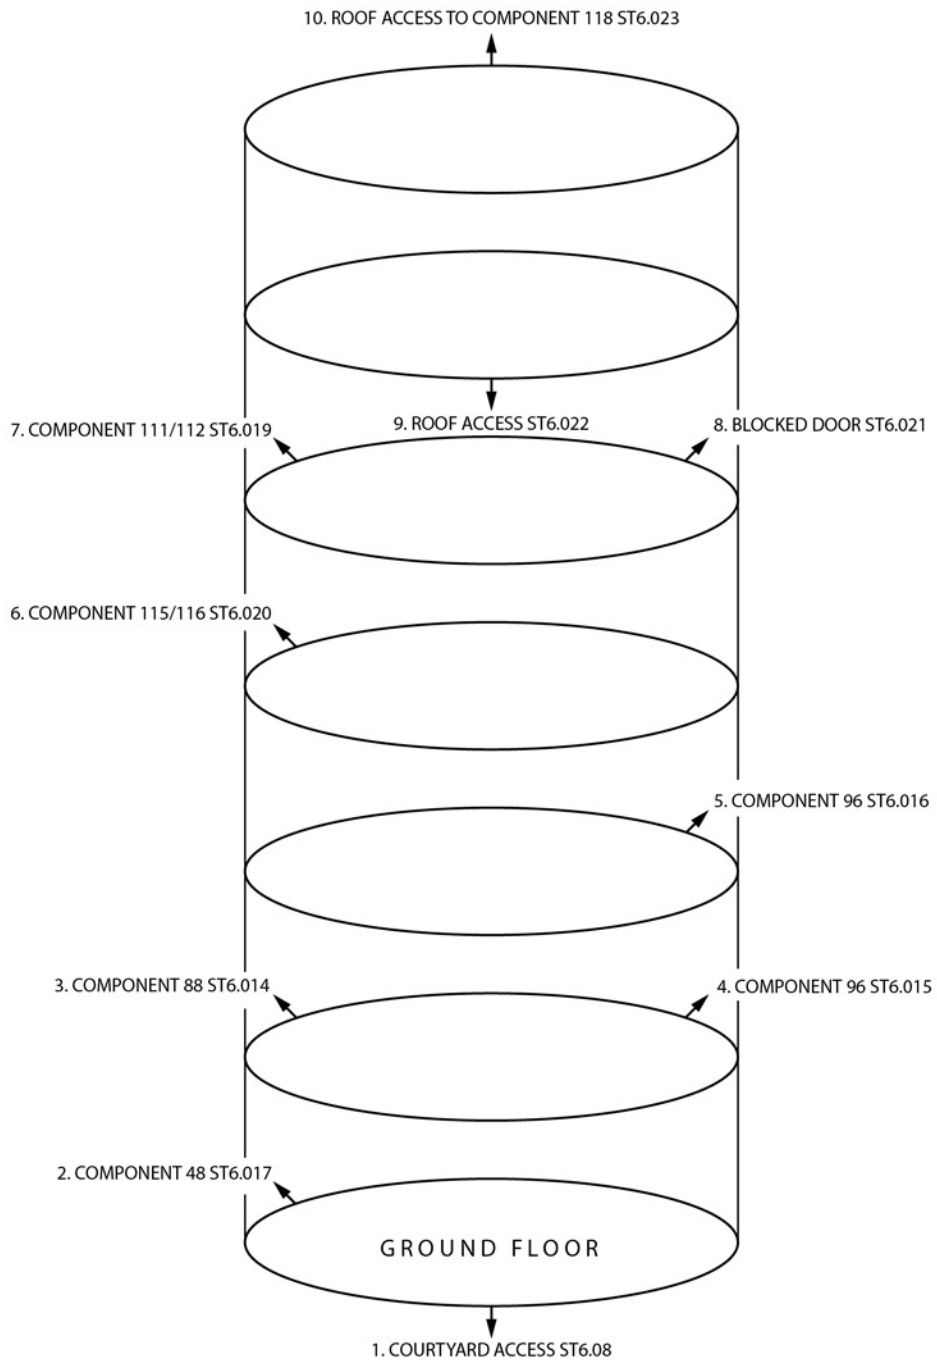 10. ROOF ACCESS TO COMPONENT 118 ST6.023
9. ROOF ACCESS ST6.022
7. COMPONENT 111/112 ST6.019
8. BLOCKED DOOR ST6.021
6. COMPONENT 115/116 ST6.020
5. COMPONENT 96 ST6.016
3. COMPONENT 88 ST6.014
4. COMPONENT 96 ST6.015
2. COMPONENT 48 ST6.017
GROUND FLOOR
1. COURTYARD ACCESS ST6.08